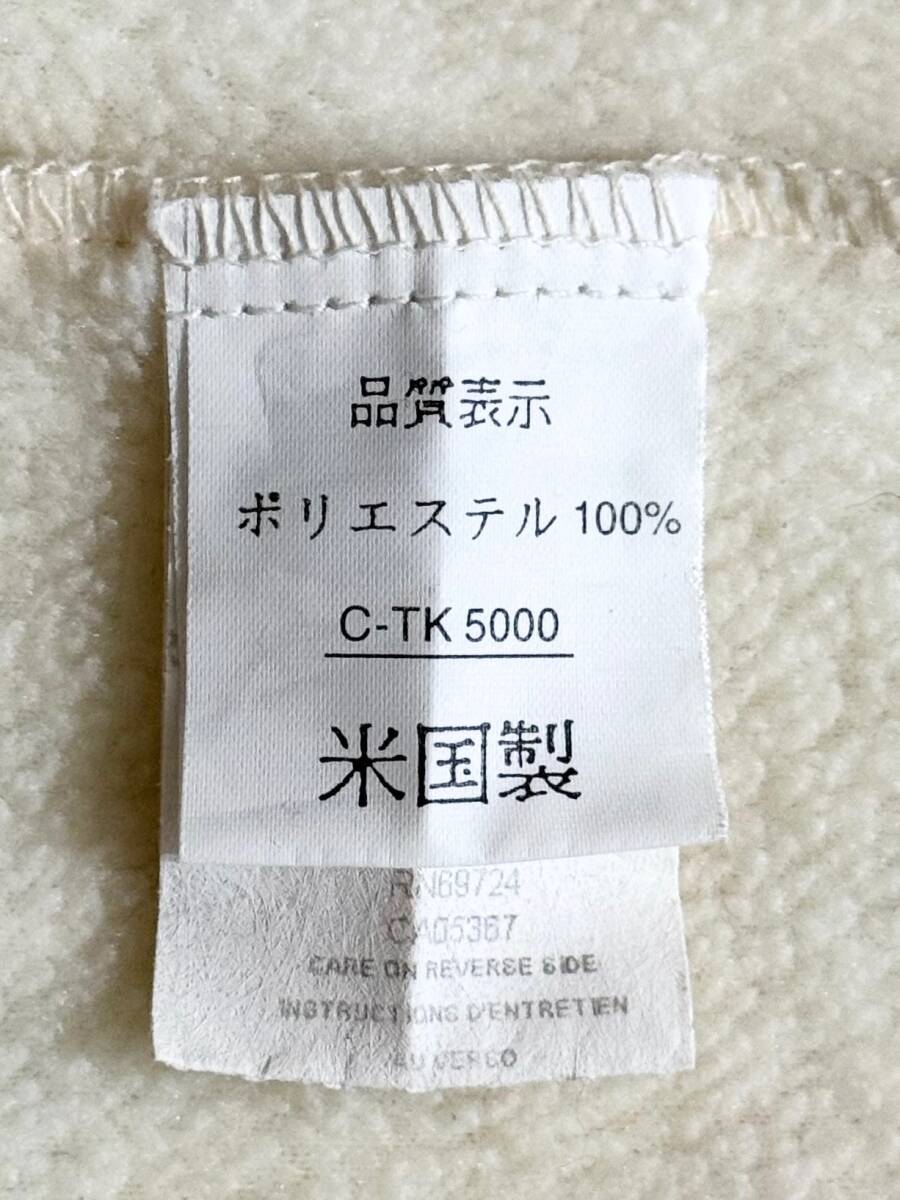 品質表示
ポリエステル 100%
C-TK 5000
米国製
RN69724
CA05367
CARE ON REVERSE SIDE
INSTRUCTIONS D'ENTRETIEN
AU VERSO